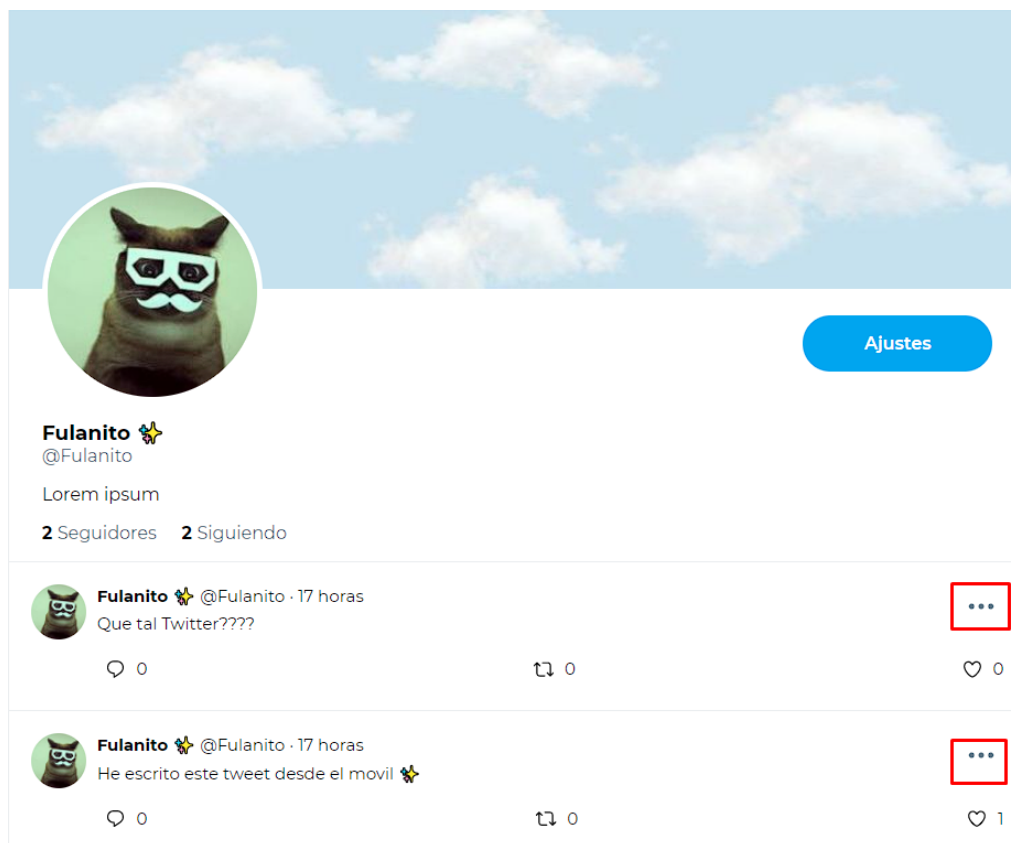 Ajustes
Fulanito ✨
@Fulanito
Lorem ipsum
2 Seguidores 2 Siguiendo
Fulanito ✨ @Fulanito · 17 horas
Que tal Twitter????
0 0 0
Fulanito ✨ @Fulanito · 17 horas
He escrito este tweet desde el movil ✨
0 0 1